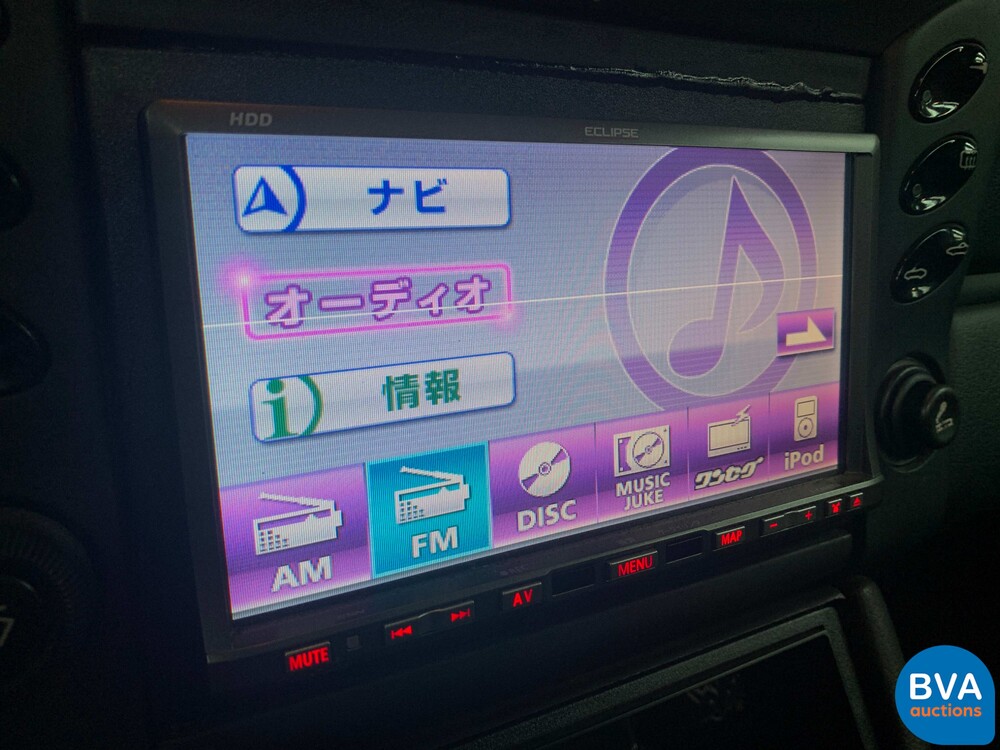 HDD
ECLIPSE
ナビ
オーディオ
情報
AM
FM
DISC
MUSIC
JUKE
ワンセグ
iPod
MUTE
AV
MENU
MAP
- +
BVA
auctions